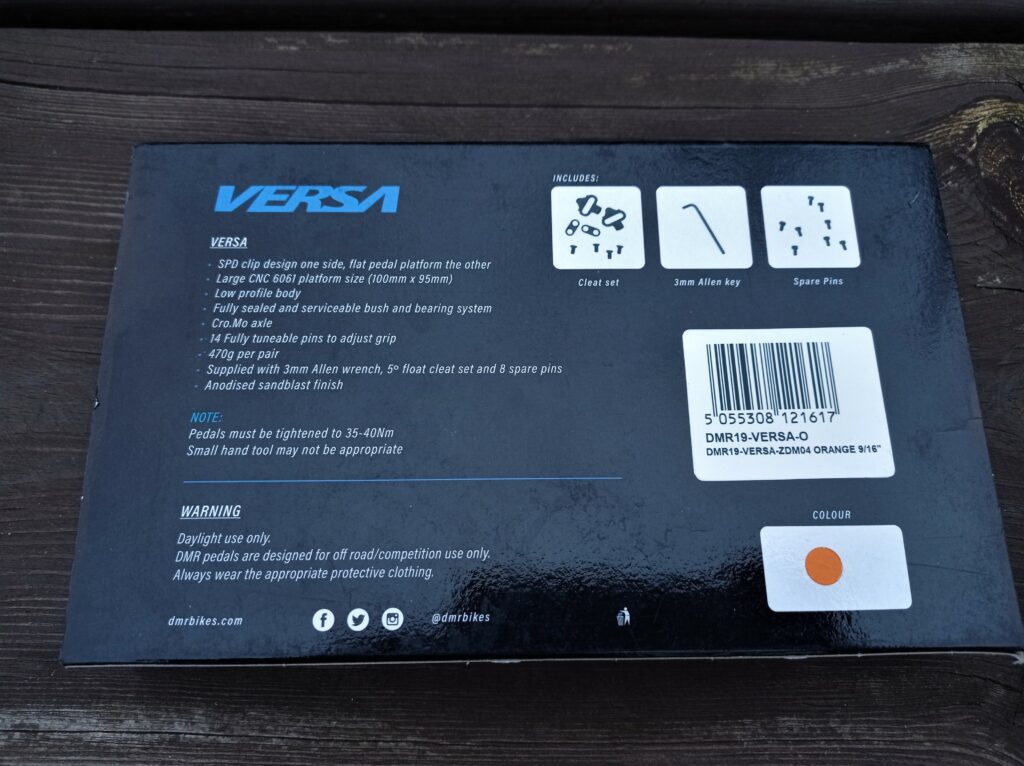 VERSA
VERSA
- SPD clip design one side, flat pedal platform the other
- Large CNC 6061 platform size (100mm x 95mm)
- Low profile body
- Fully sealed and serviceable bush and bearing system
- Cro.Mo axle
- 14 Fully tuneable pins to adjust grip
- 470g per pair
- Supplied with 3mm Allen wrench, 5º float cleat set and 8 spare pins
- Anodised sandblast finish
NOTE:
Pedals must be tightened to 35-40Nm
Small hand tool may not be appropriate
WARNING
Daylight use only.
DMR pedals are designed for off road/competition use only.
Always wear the appropriate protective clothing.
dmrbikes.com
@dmrbikes
INCLUDES:
Cleat set
3mm Allen key
Spare Pins
5 055308 121617
DMR19-VERSA-O
DMR19-VERSA-ZDM04 ORANGE 9/16"
COLOUR